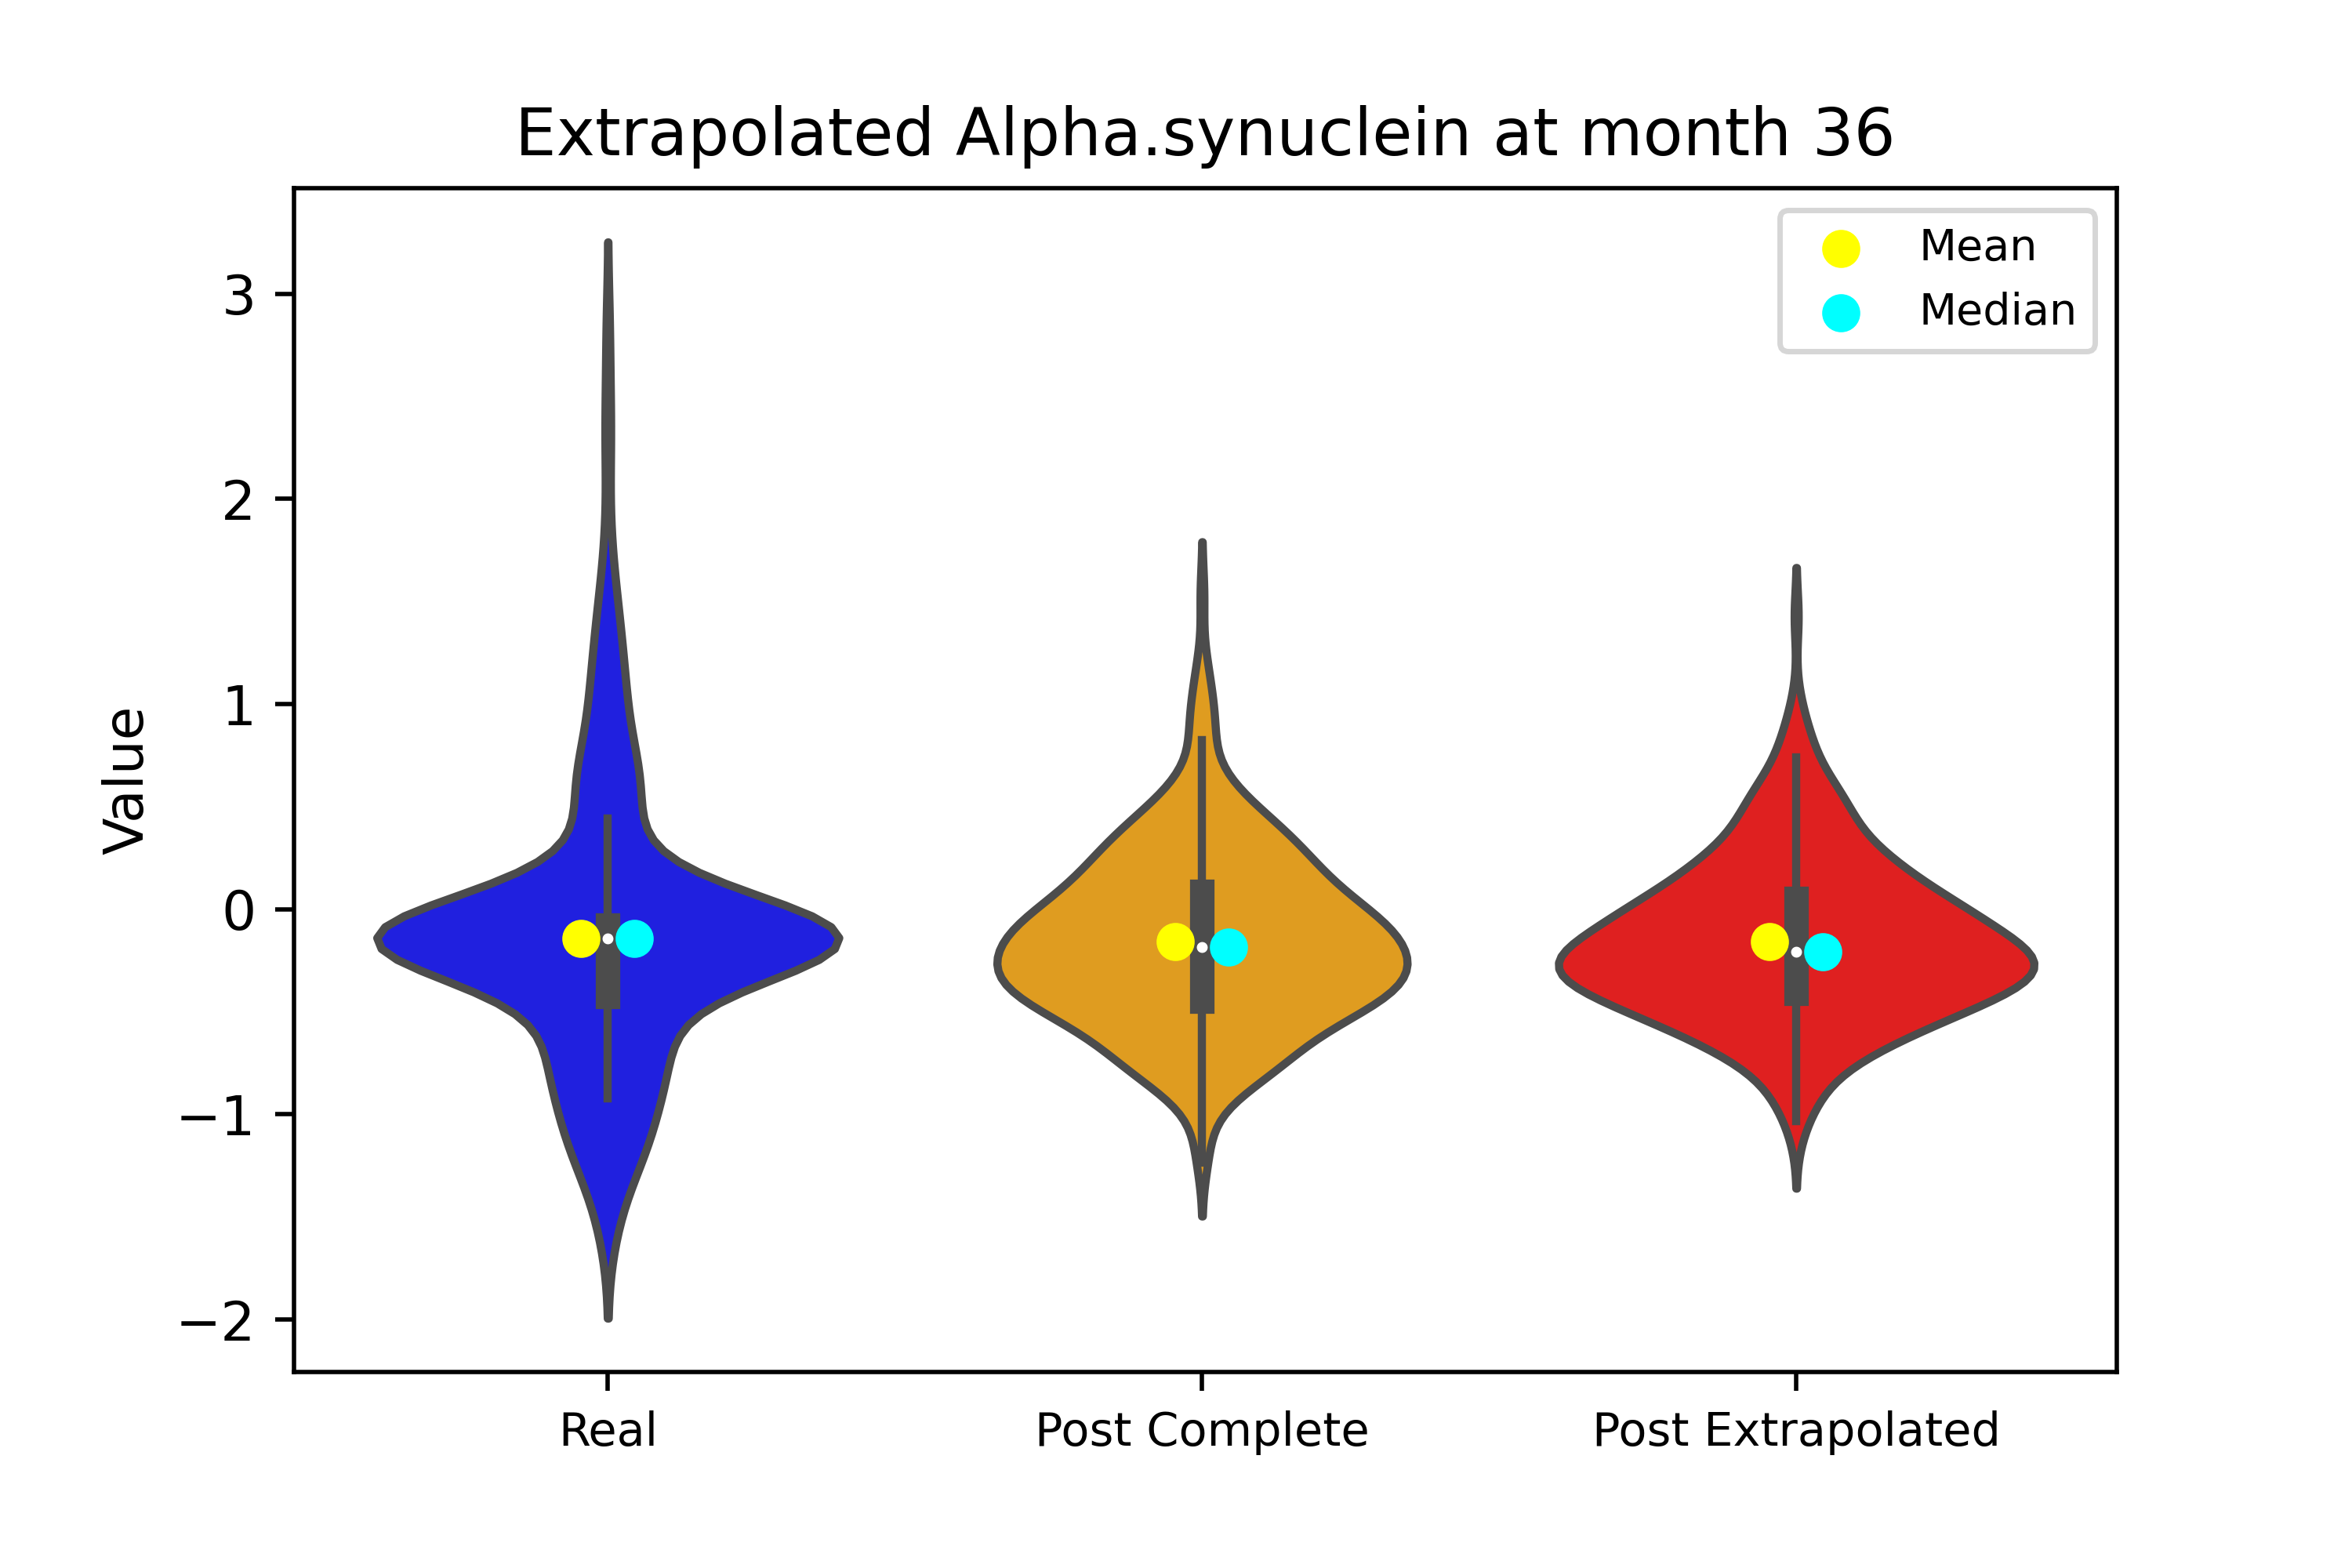 Extrapolated Alpha.synuclein at month 36
Mean
Median
Value
3
2
1
0
−1
−2
Real
Post Complete
Post Extrapolated